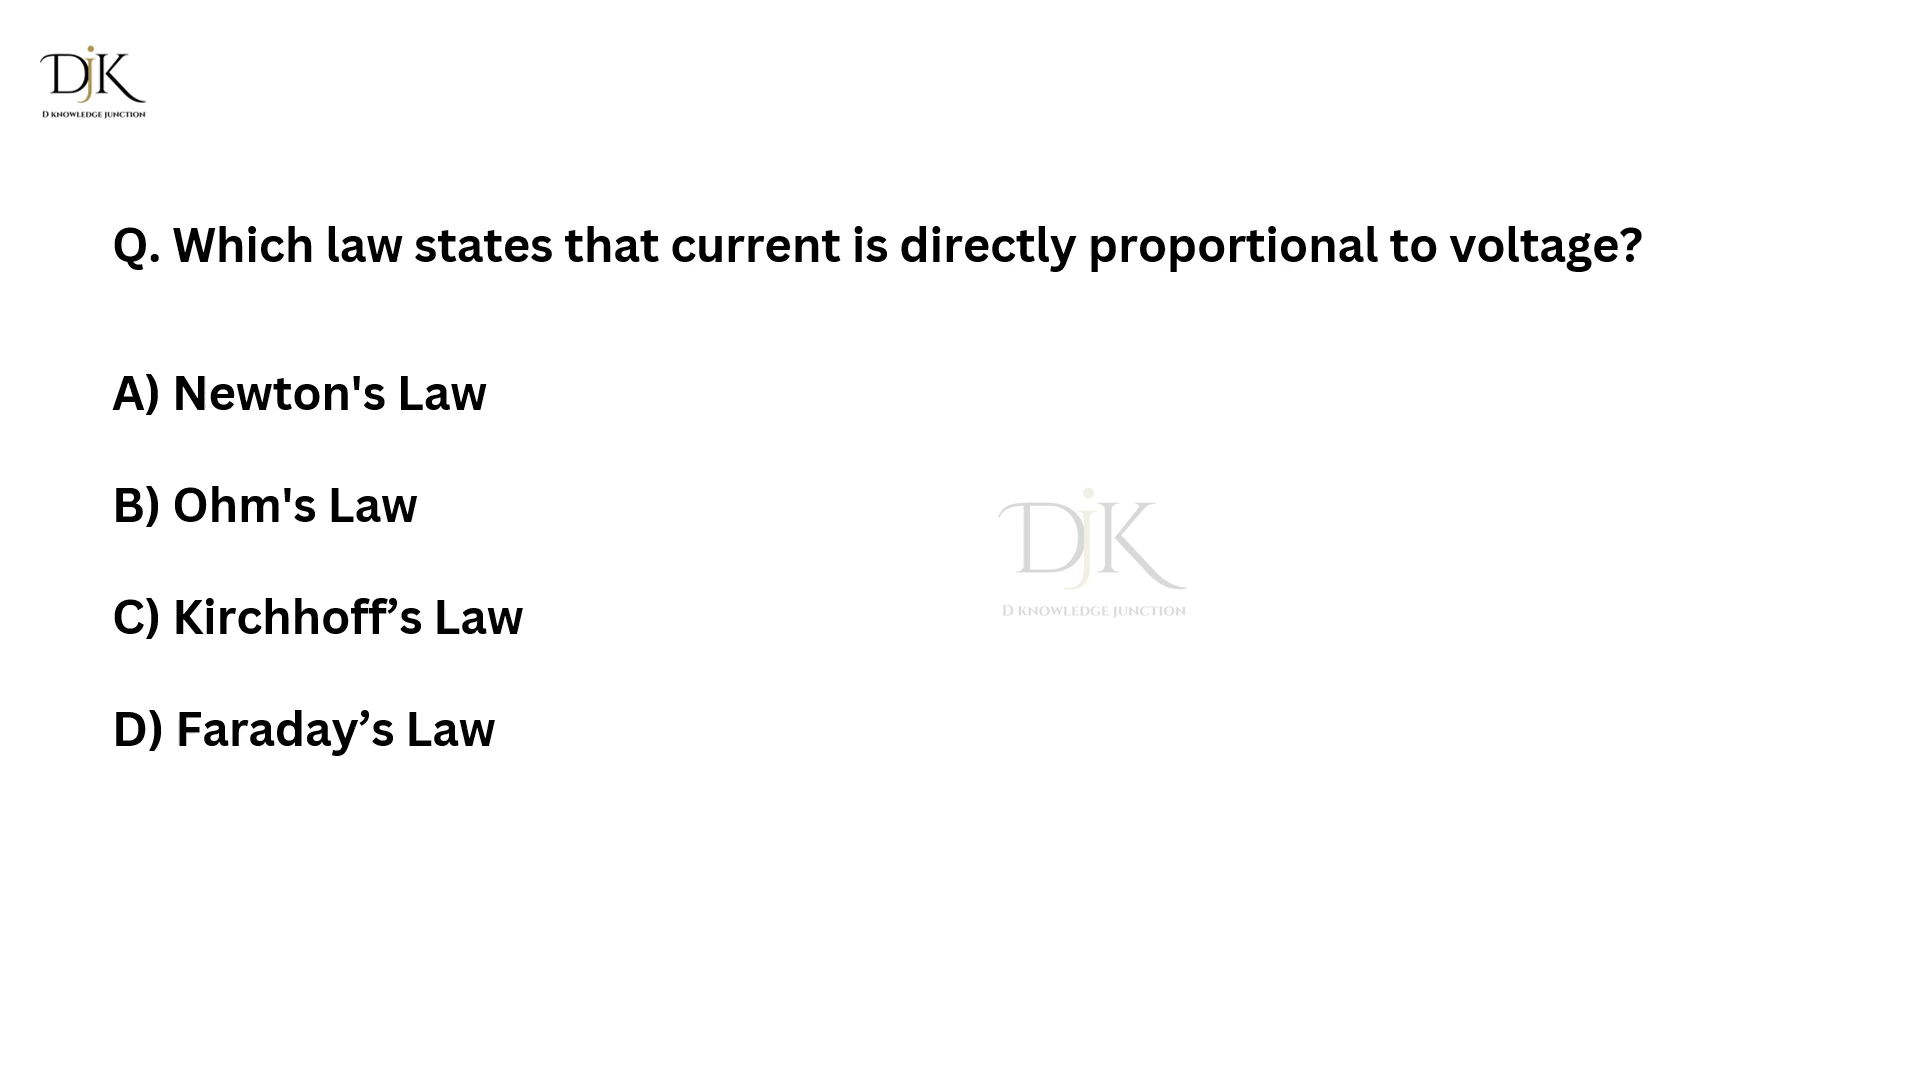 DjK
D KNOWLEDGE JUNCTION
Q. Which law states that current is directly proportional to voltage?
A) Newton's Law
B) Ohm's Law
C) Kirchhoff’s Law
D) Faraday’s Law
DjK
D KNOWLEDGE JUNCTION